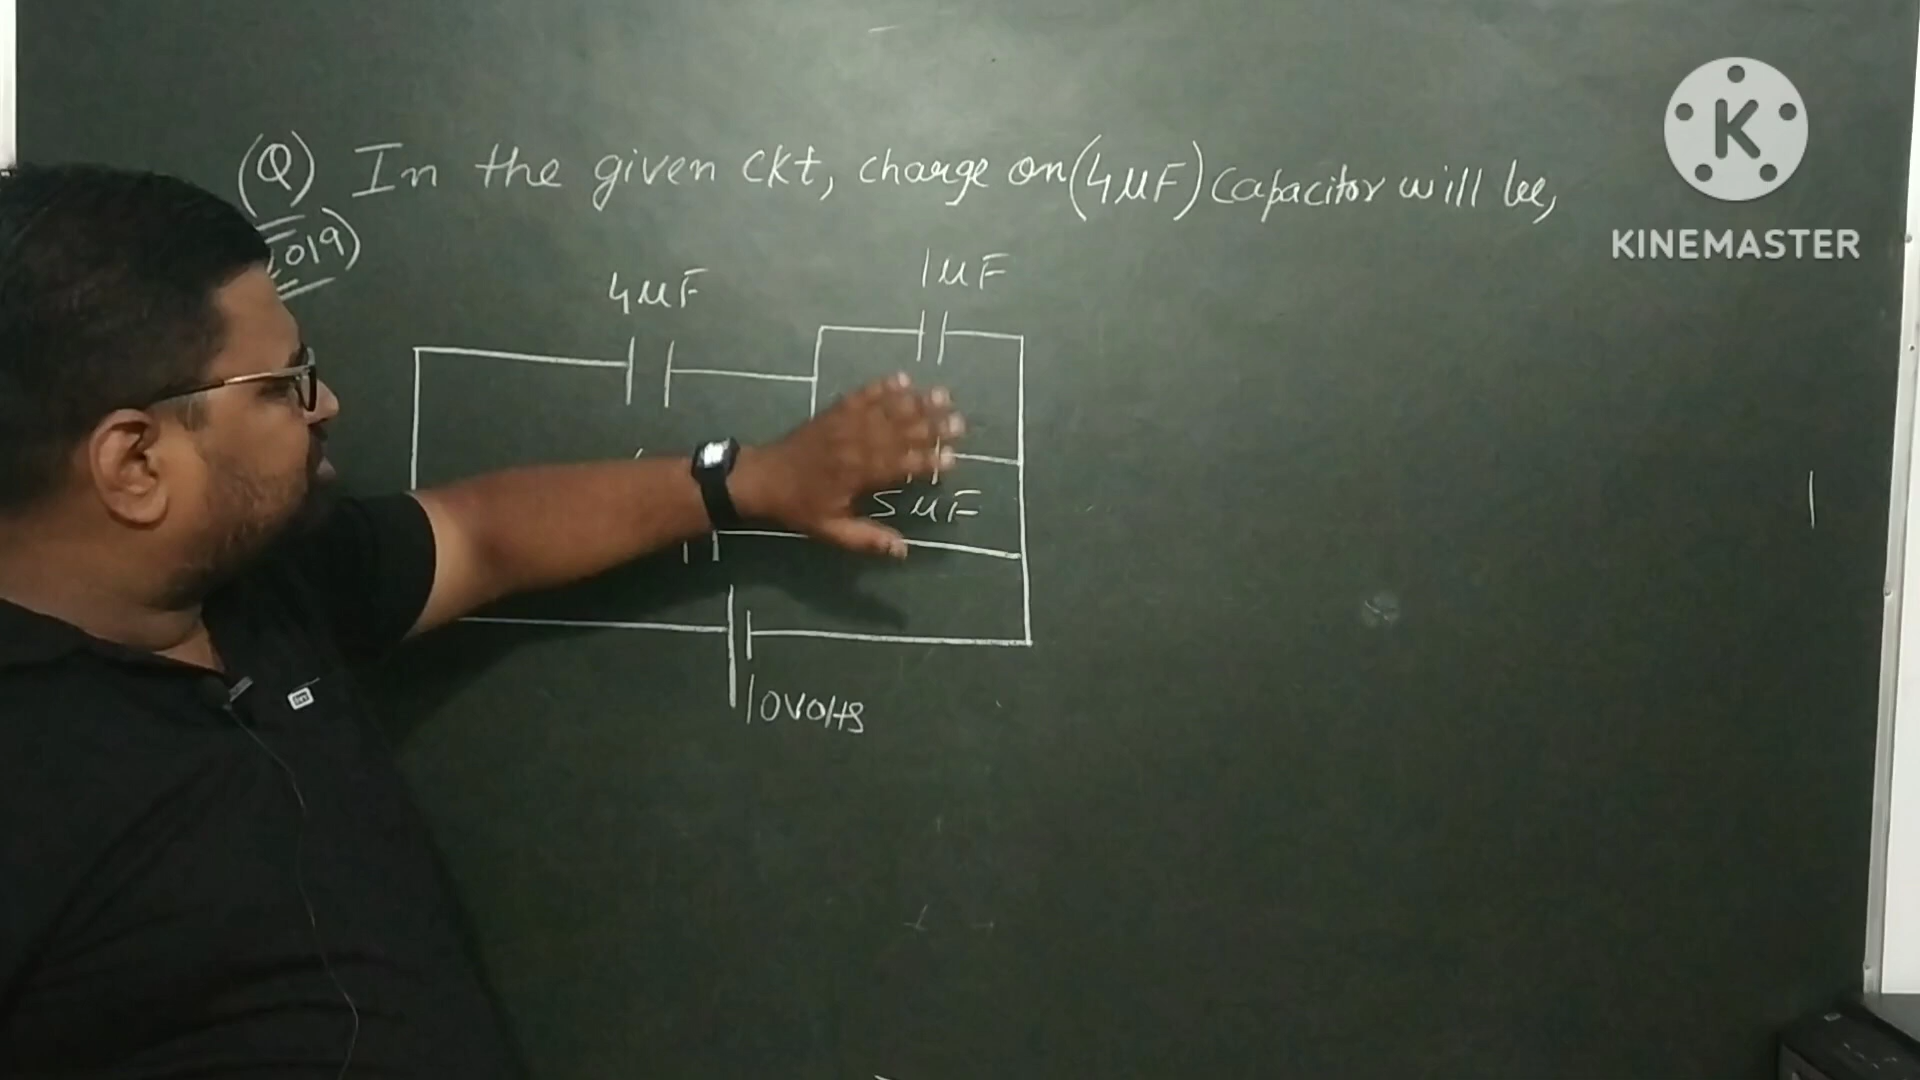 (Q) In the given ckt, charge on (4μF) capacitor will be,
2019)
4μF
1μF
5μF
10volts
KINEMASTER